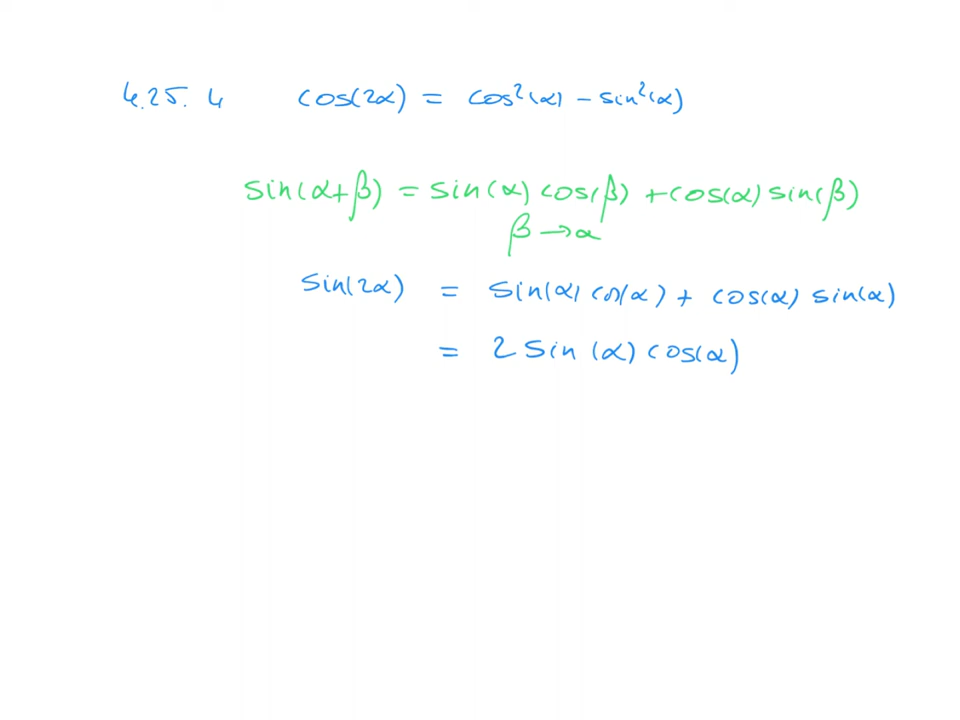 4.25.4 cos(2α) = cos²(α) – sin²(α)
sin(α+β) = sin(α) cos(β) + cos(α) sin(β)
β → α
sin(2α) = sin(α) cos(α) + cos(α) sin(α)
= 2 sin (α) cos(α)